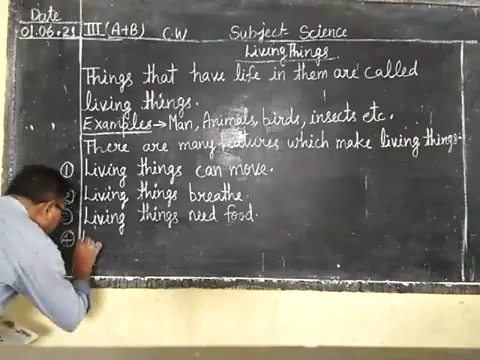 Date
01.06.21 III (A+B) C.W Subject Science
Living Things
Things that have life in them are called
living things.
Examples → Man, Animals, birds, insects etc.
There are many features which make living things.
① Living things can move.
② Living things breathe.
③ Living things need food.
④